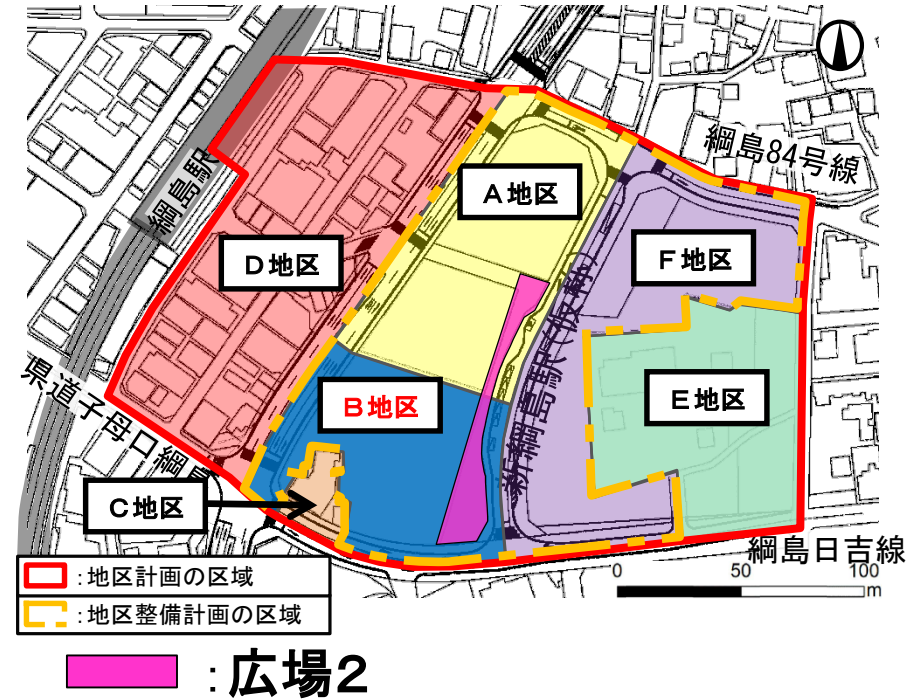 綱島84号線
綱島駅
A地区
D地区
F地区
新綱島駅(仮称)
B地区
E地区
県道子母口綱島
C地区
綱島日吉線
:地区計画の区域
0 50 100
m
:地区整備計画の区域
:広場2